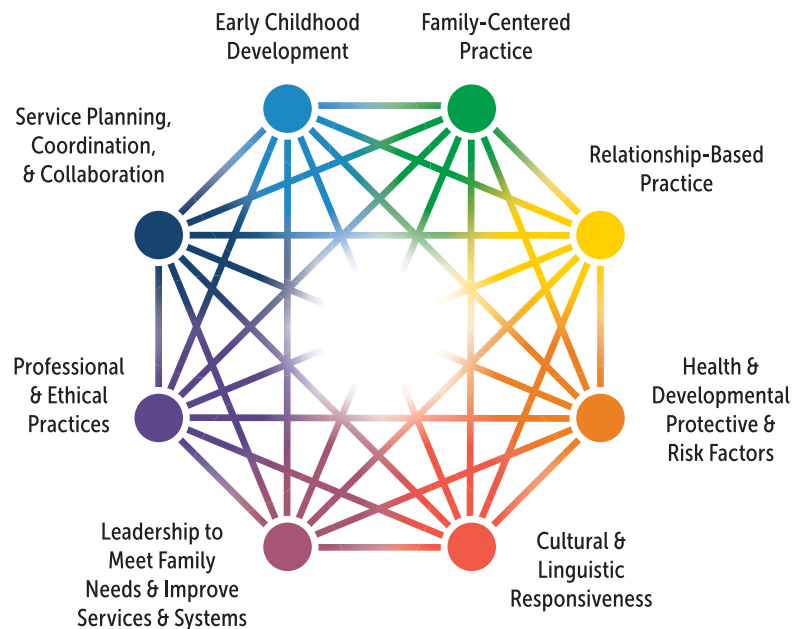 Early Childhood
Development
Family-Centered
Practice
Relationship-Based
Practice
Health &
Developmental
Protective &
Risk Factors
Cultural &
Linguistic
Responsiveness
Leadership to
Meet Family
Needs & Improve
Services & Systems
Professional
& Ethical
Practices
Service Planning,
Coordination,
& Collaboration